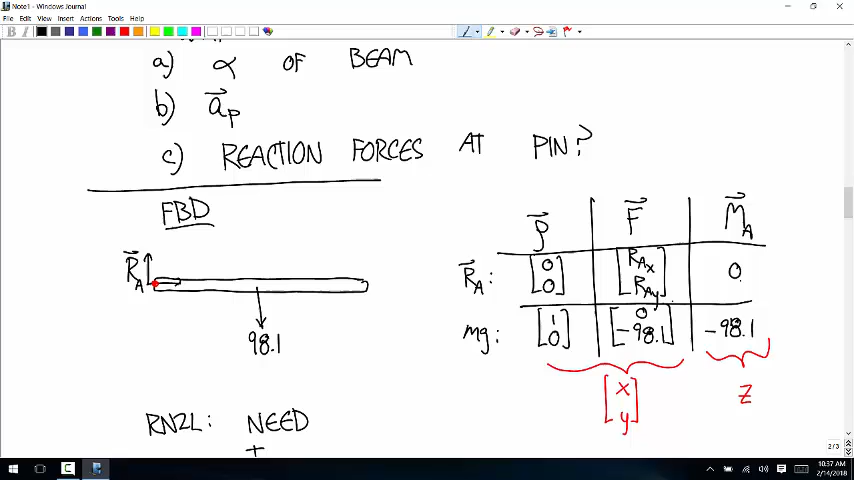 Note1 - Windows Journal
File Edit View Insert Actions Tools Help
a) α OF BEAM
b) a⃗P
c) REACTION FORCES AT PIN?
FBD
ρ⃗ F⃗ M⃗A
R⃗A
R⃗A: [0 0] [RAx RAy] 0
mg: [1 0] [0 -98.1] -98.1
98.1
[x y] z
RN2L: NEED
2/3
10:37 AM
2/14/2018